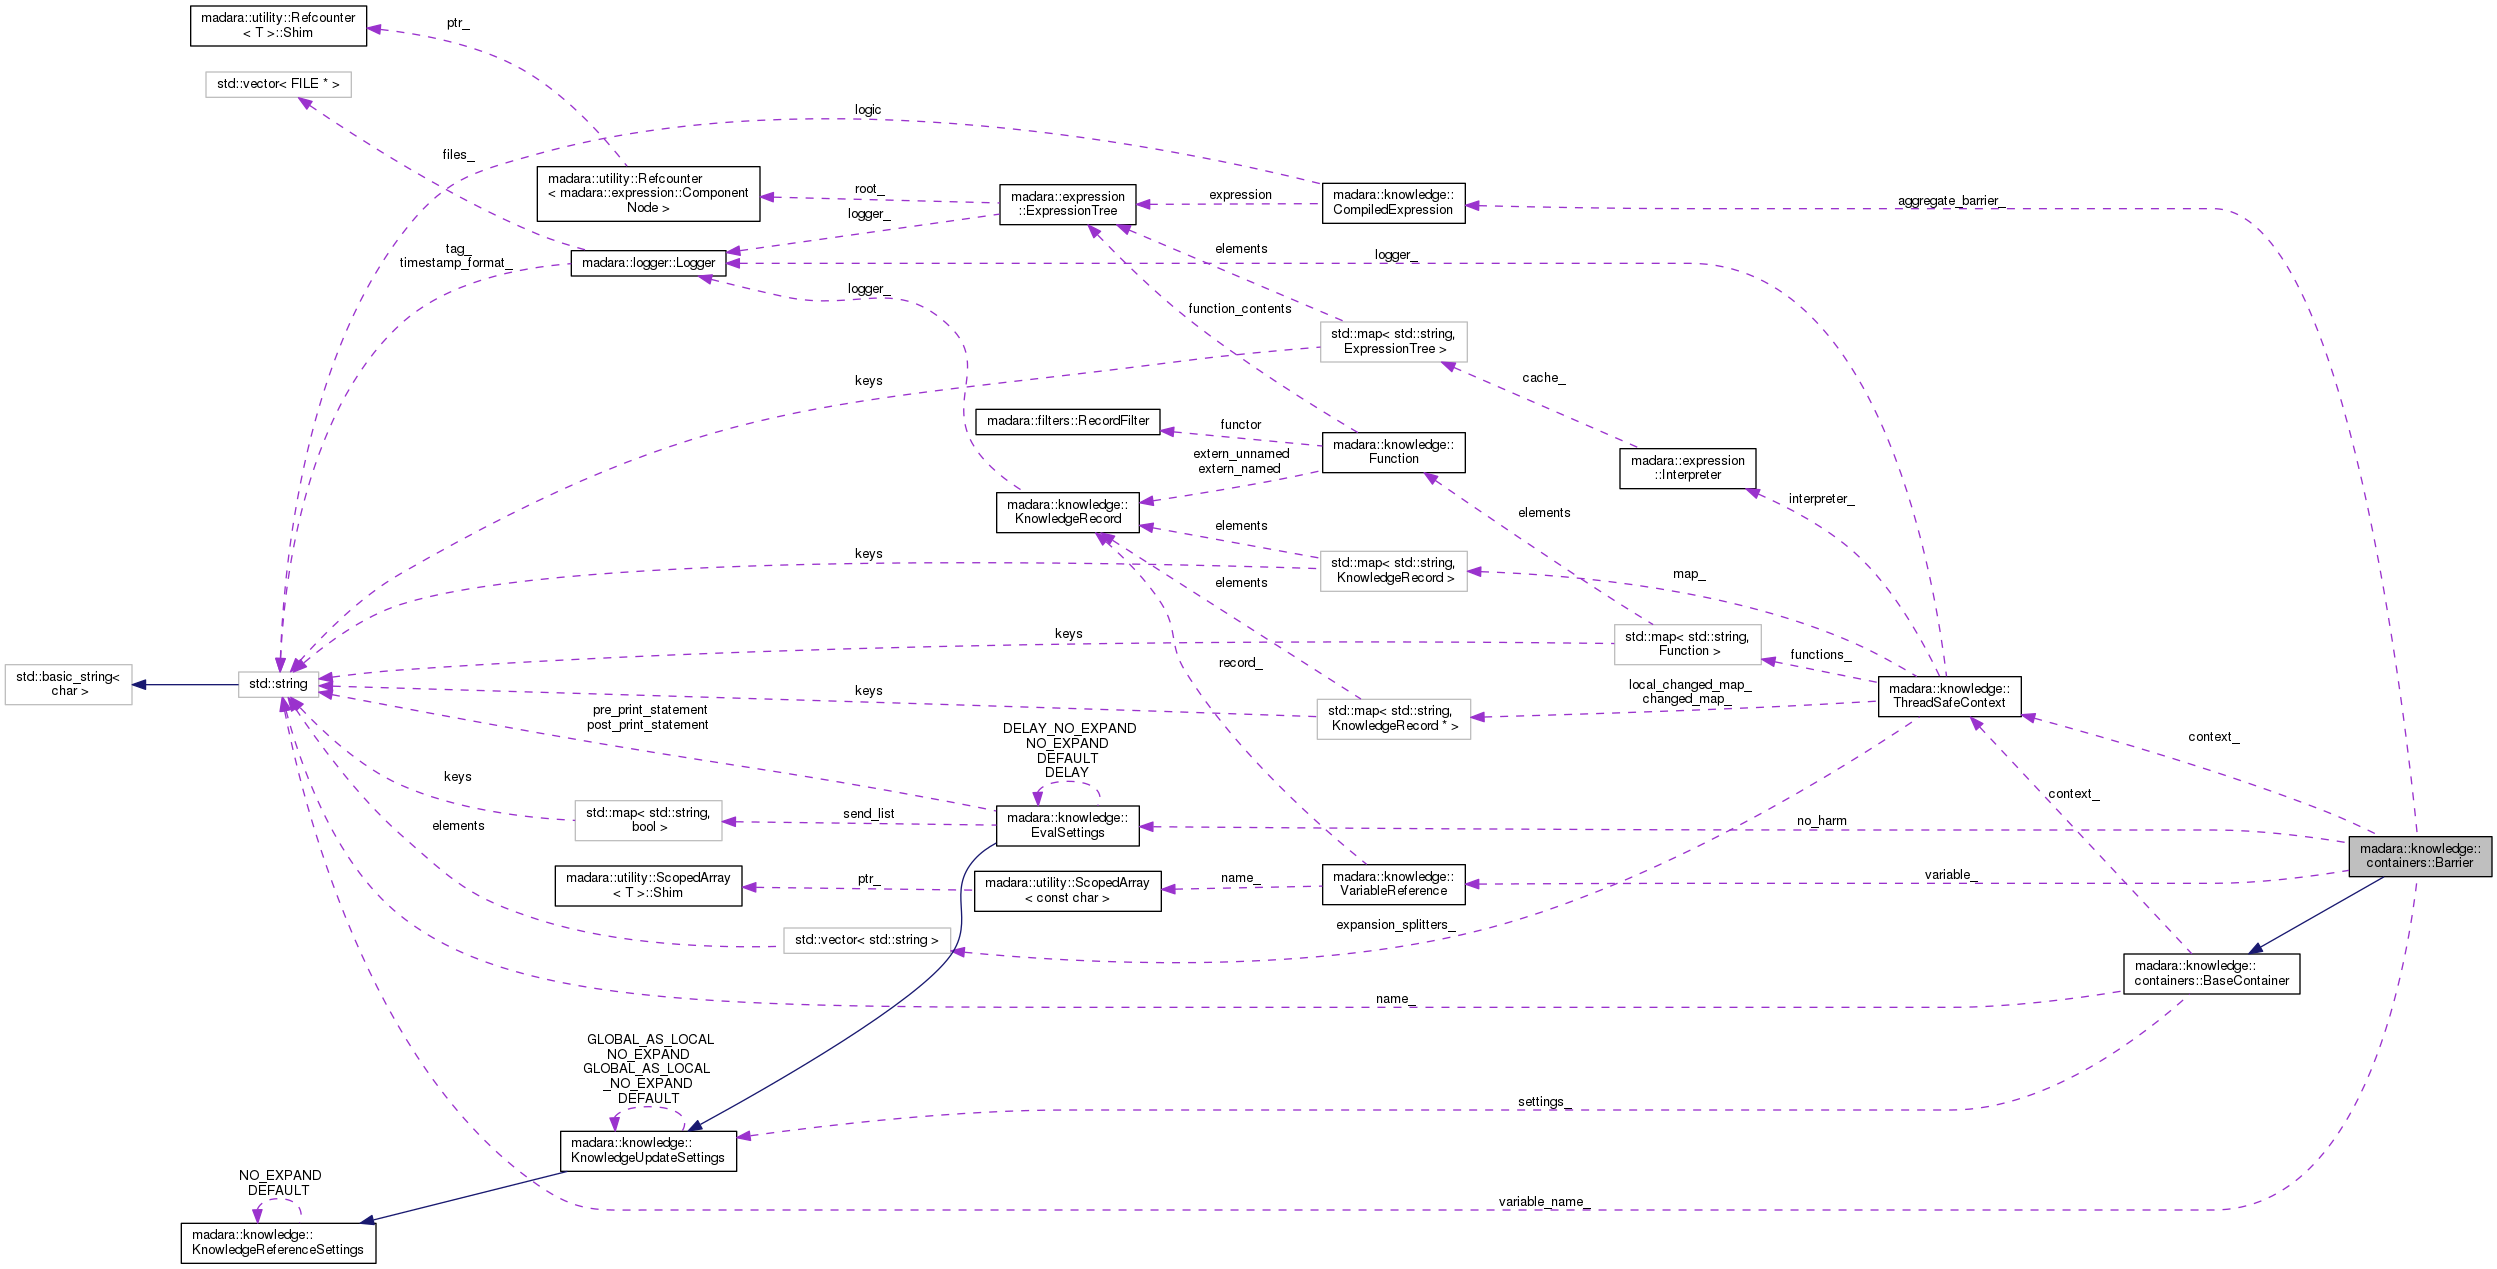 madara::utility::Refcounter
< T >::Shim
ptr_
std::vector< FILE * >
logic
files_
madara::utility::Refcounter
< madara::expression::Component
Node >
root_
madara::expression
::ExpressionTree
expression
madara::knowledge::
CompiledExpression
aggregate_barrier_
logger_
tag_
timestamp_format_
madara::logger::Logger
elements
logger_
logger_
function_contents
std::map< std::string,
ExpressionTree >
keys
cache_
madara::filters::RecordFilter
functor
madara::knowledge::
Function
extern_unnamed
extern_named
madara::expression
::Interpreter
interpreter_
madara::knowledge::
KnowledgeRecord
elements
elements
keys
std::map< std::string,
KnowledgeRecord >
map_
elements
keys
std::map< std::string,
Function >
functions_
record_
std::basic_string<
char >
std::string
keys
std::map< std::string,
KnowledgeRecord * >
local_changed_map_
changed_map_
madara::knowledge::
ThreadSafeContext
pre_print_statement
post_print_statement
DELAY_NO_EXPAND
NO_EXPAND
DEFAULT
DELAY
context_
keys
std::map< std::string,
bool >
send_list
madara::knowledge::
EvalSettings
context_
no_harm
elements
madara::knowledge::
containers::Barrier
madara::utility::ScopedArray
< T >::Shim
ptr_
madara::utility::ScopedArray
< const char >
name_
madara::knowledge::
VariableReference
variable_
std::vector< std::string >
expansion_splitters_
madara::knowledge::
containers::BaseContainer
name_
GLOBAL_AS_LOCAL
NO_EXPAND
GLOBAL_AS_LOCAL
_NO_EXPAND
DEFAULT
settings_
madara::knowledge::
KnowledgeUpdateSettings
NO_EXPAND
DEFAULT
variable_name_
madara::knowledge::
KnowledgeReferenceSettings